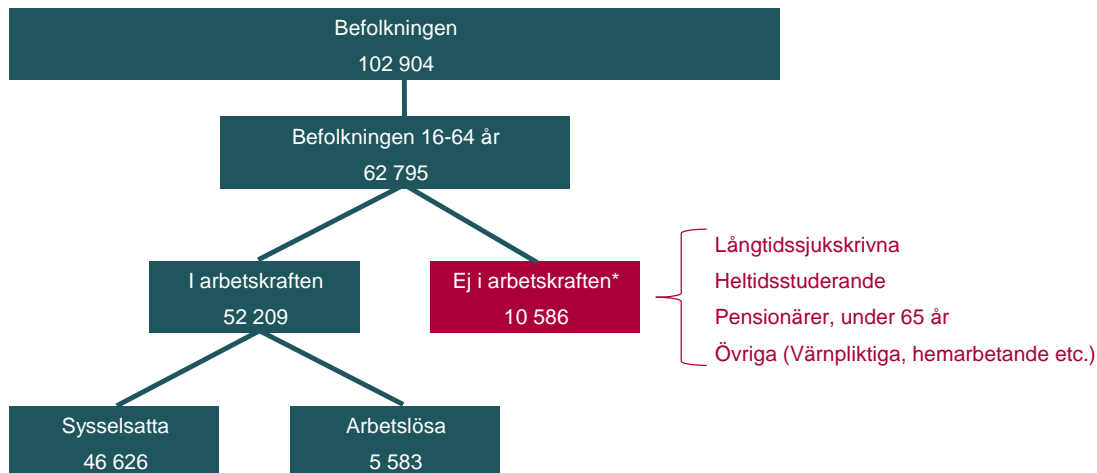 Befolkningen
102 904
Befolkningen 16-64 år
62 795
I arbetskraften
52 209
Ej i arbetskraften*
10 586
Långtidssjukskrivna
Heltidsstuderande
Pensionärer, under 65 år
Övriga (Värnpliktiga, hemarbetande etc.)
Sysselsatta
46 626
Arbetslösa
5 583